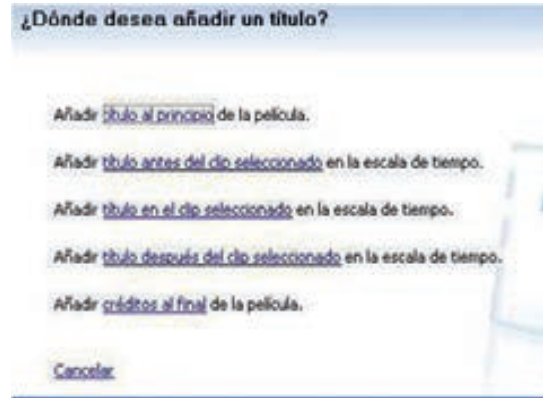 ¿Dónde desea añadir un título?
Añadir título al principio de la película.
Añadir título antes del clip seleccionado en la escala de tiempo.
Añadir título en el clip seleccionado en la escala de tiempo.
Añadir título después del clip seleccionado en la escala de tiempo.
Añadir créditos al final de la película.
Cancelar